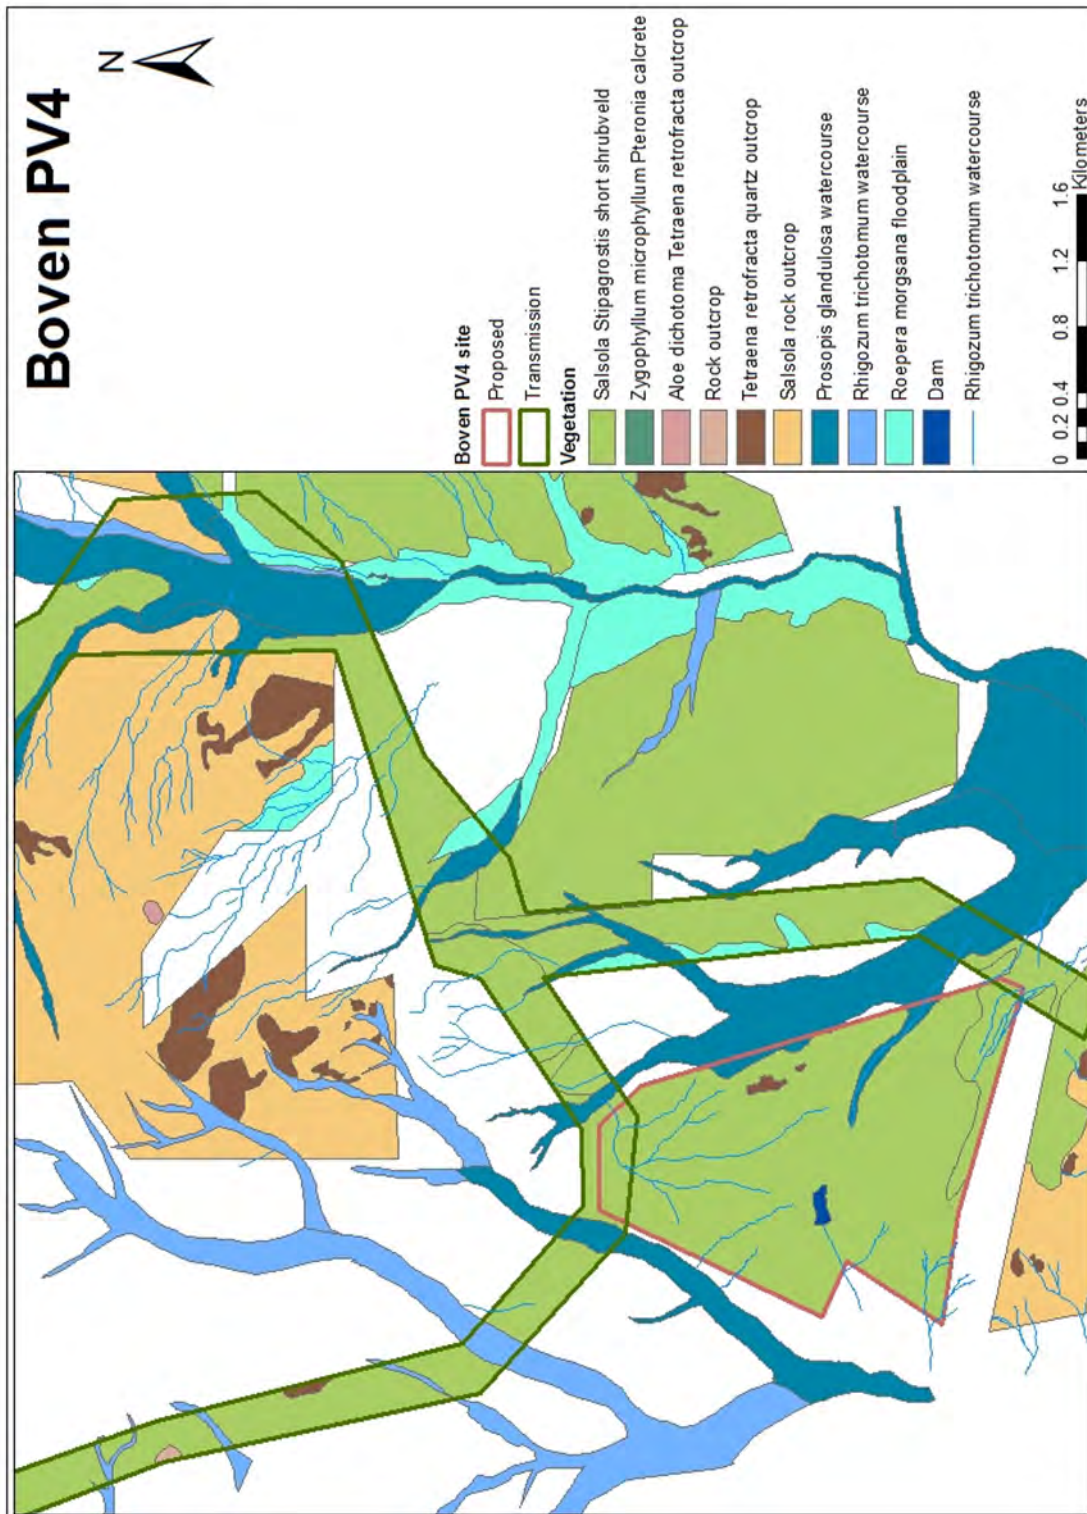 Boven PV4
N
Boven PV4 site
Proposed
Transmission
Vegetation
Salsola Stipagrostis short shrubveld
Zygophyllum microphyllum Pteronia calcrete
Aloe dichotoma Tetraena retrofracta outcrop
Rock outcrop
Tetraena retrofracta quartz outcrop
Salsola rock outcrop
Prosopis glandulosa watercourse
Rhigozum trichotomum watercourse
Roepera morgsana floodplain
Dam
Rhigozum trichotomum watercourse
0 0.2 0.4 0.8 1.2 1.6
Kilometers